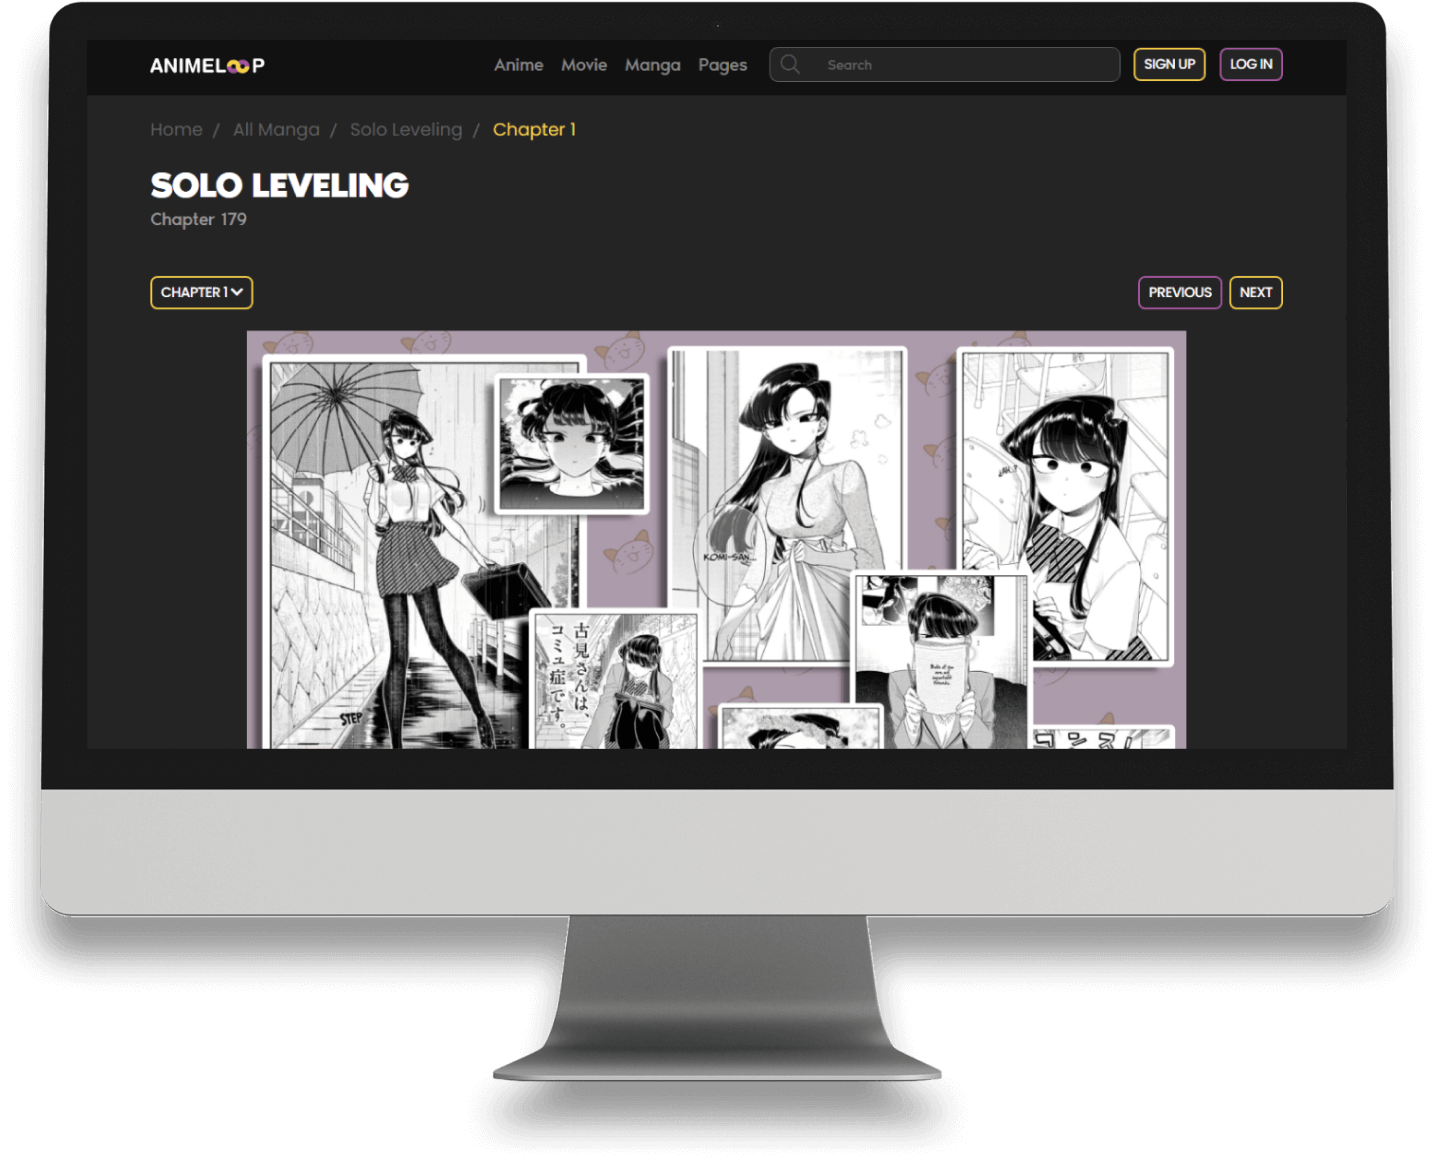 ANIMELOOP
Anime Movie Manga Pages
Search
SIGN UP
LOG IN
Home / All Manga / Solo Leveling / Chapter 1
SOLO LEVELING
Chapter 179
CHAPTER 1
PREVIOUS
NEXT
KOMI-SAN...
STEP
古見さんは、
コミュ症です。